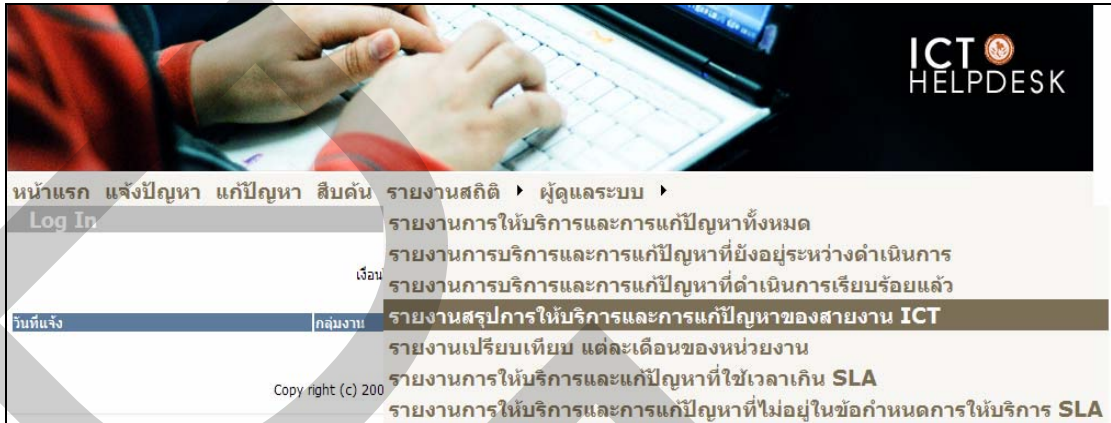 ICT
HELPDESK
หน้าแรก แจ้งปัญหา แก้ปัญหา สืบค้น รายงานสถิติ ผู้ดูแลระบบ
Log In
รายงานการให้บริการและการแก้ปัญหาทั้งหมด
รายงานการบริการและการแก้ปัญหาที่ยังอยู่ระหว่างดำเนินการ
เงื่อน
รายงานการบริการและการแก้ปัญหาที่ดำเนินการเรียบร้อยแล้ว
วันที่แจ้ง กลุ่มงาน รายงานสรุปการให้บริการและการแก้ปัญหาของสายงาน ICT
รายงานเปรียบเทียบ แต่ละเดือนของหน่วยงาน
Copy right (c) 200 รายงานการให้บริการและแก้ปัญหาที่ใช้เวลาเกิน SLA
รายงานการให้บริการและการแก้ปัญหาที่ไม่อยู่ในข้อกำหนดการให้บริการ SLA